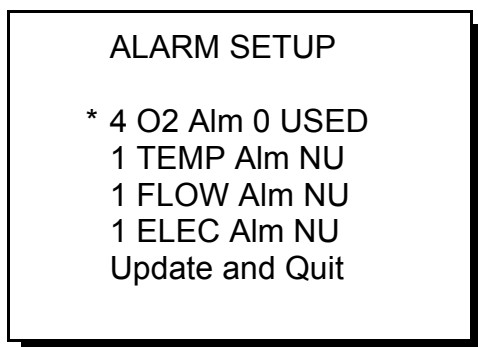 ALARM SETUP
* 4 O2 Alm 0 USED
1 TEMP Alm NU
1 FLOW Alm NU
1 ELEC Alm NU
Update and Quit